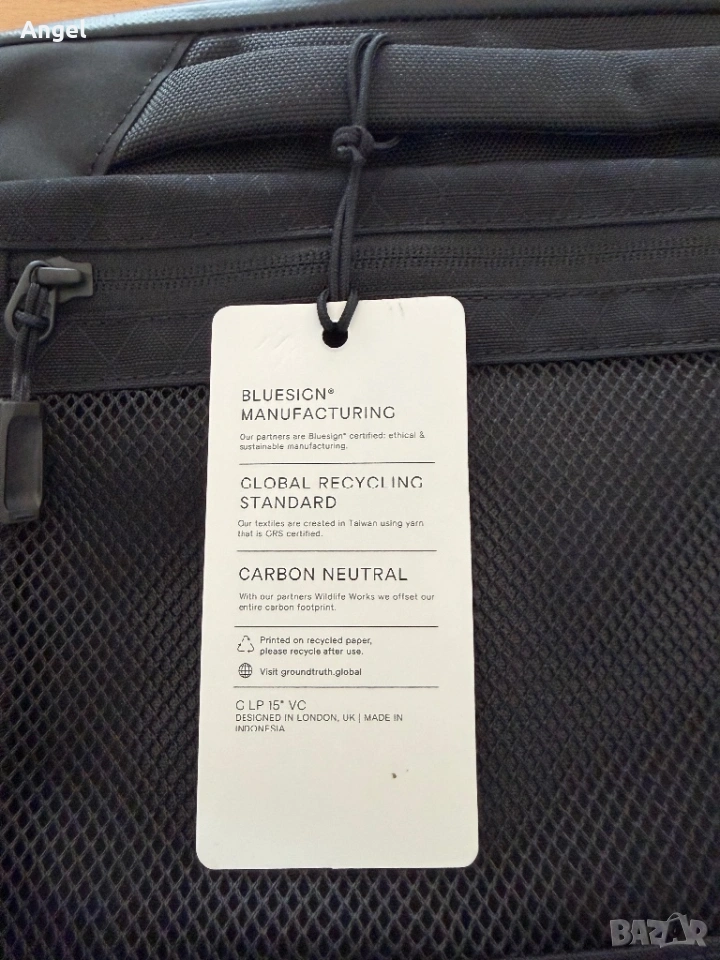 Angel
BLUESIGN®
MANUFACTURING
Our partners are Bluesign® certified: ethical &
sustainable manufacturing.
GLOBAL RECYCLING
STANDARD
Our textiles are created in Taiwan using yarn
that is GRS certified.
CARBON NEUTRAL
With our partners Wildlife Works we offset our
entire carbon footprint.
Printed on recycled paper,
please recycle after use.
Visit groundtruth.global
G LP 15" VC
DESIGNED IN LONDON, UK | MADE IN
INDONESIA
BAZAR